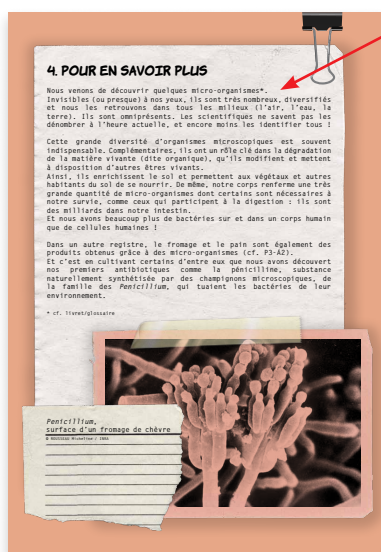 4. POUR EN SAVOIR PLUS
Nous venons de découvrir quelques micro-organismes*.
Invisibles (ou presque) à nos yeux, ils sont très nombreux, diversifiés
et nous les retrouvons dans tous les milieux (l'air, l'eau, la
terre). Ils sont omniprésents. Les scientifiques ne savent pas les
dénombrer à l'heure actuelle, et encore moins les identifier tous !
Cette grande diversité d'organismes microscopiques est souvent
indispensable. Complémentaires, ils ont un rôle clé dans la dégradation
de la matière vivante (dite organique), qu'ils modifient et mettent
à disposition d'autres êtres vivants.
Ainsi, ils enrichissent le sol et permettent aux végétaux et autres
habitants du sol de se nourrir. De même, notre corps renferme une très
grande quantité de micro-organismes dont certains sont nécessaires à
notre survie, comme ceux qui participent à la digestion : ils sont
des milliards dans notre intestin.
Et nous avons beaucoup plus de bactéries sur et dans un corps humain
que de cellules humaines !
Dans un autre registre, le fromage et le pain sont également des
produits obtenus grâce à des micro-organismes (cf. P3-A2).
Et c'est en cultivant certains d'entre eux que nous avons découvert
nos premiers antibiotiques comme la pénicilline, substance
naturellement synthétisée par des champignons microscopiques, de
la famille des Penicillium, qui tuaient les bactéries de leur
environnement.
* cf. livret/glossaire
Penicillium,
surface d'un fromage de chèvre
© ROUSSEAU Micheline / INRA